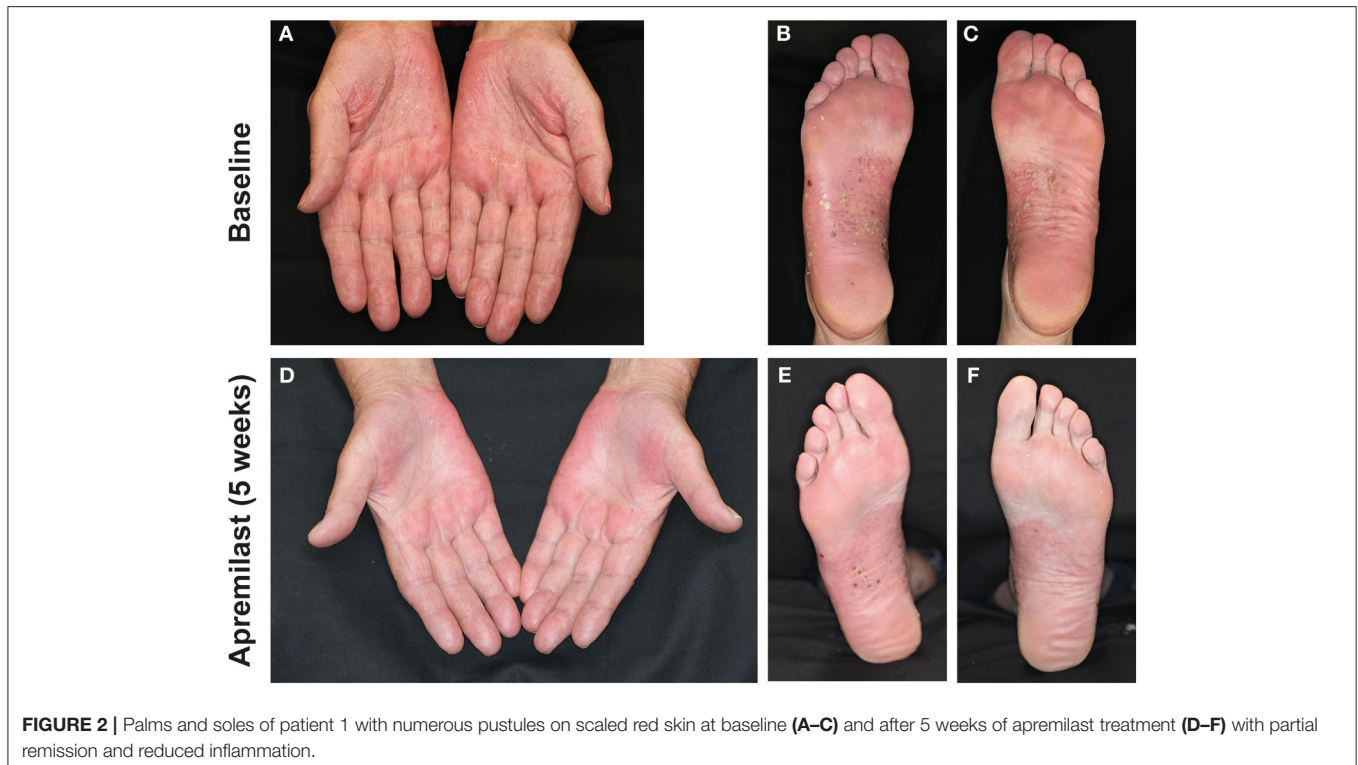 Baseline
A
B
C
Apremilast (5 weeks)
D
E
F
FIGURE 2 | Palms and soles of patient 1 with numerous pustules on scaled red skin at baseline (A–C) and after 5 weeks of apremilast treatment (D–F) with partial
remission and reduced inflammation.